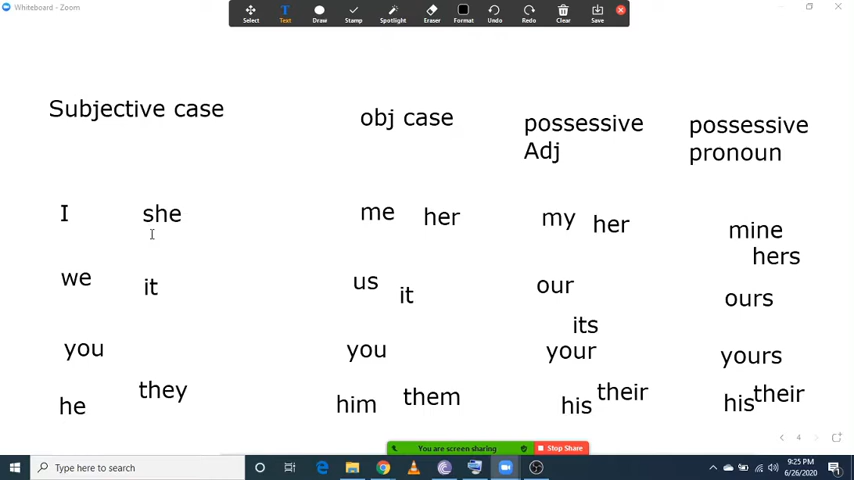 Whiteboard - Zoom
Select Text Draw Stamp Spotlight Eraser Format Undo Redo Clear Save
Subjective case obj case possessive Adj possessive pronoun
I she me her my her mine hers
we it us it our its ours
you you your yours
he they him them his their his their
4
You are screen sharing Stop Share
Type here to search
9:25 PM
6/26/2020